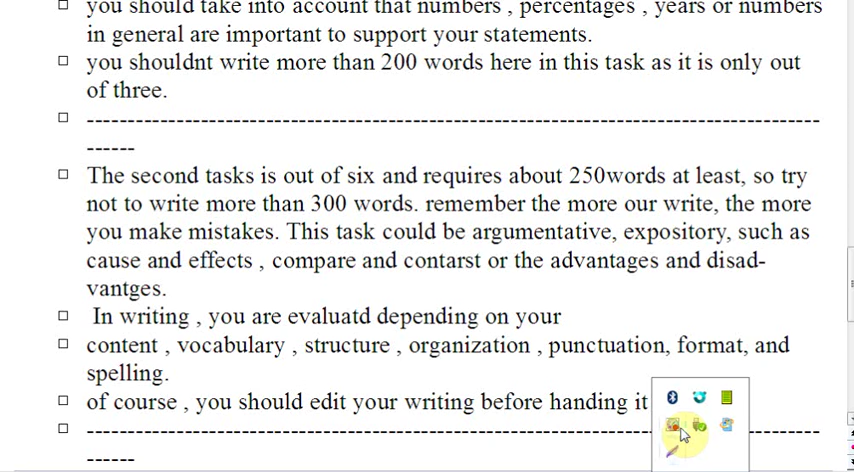 you should take into account that numbers , percentages , years or numbers
in general are important to support your statements.
you shouldnt write more than 200 words here in this task as it is only out
of three.
--------------------------------------------------------------------------------
------
The second tasks is out of six and requires about 250words at least, so try
not to write more than 300 words. remember the more our write, the more
you make mistakes. This task could be argumentative, expository, such as
cause and effects , compare and contarst or the advantages and disad-
vantges.
In writing , you are evaluatd depending on your
content , vocabulary , structure , organization , punctuation, format, and
spelling.
of course , you should edit your writing before handing it
--------------------------------------------------------------------------------
------